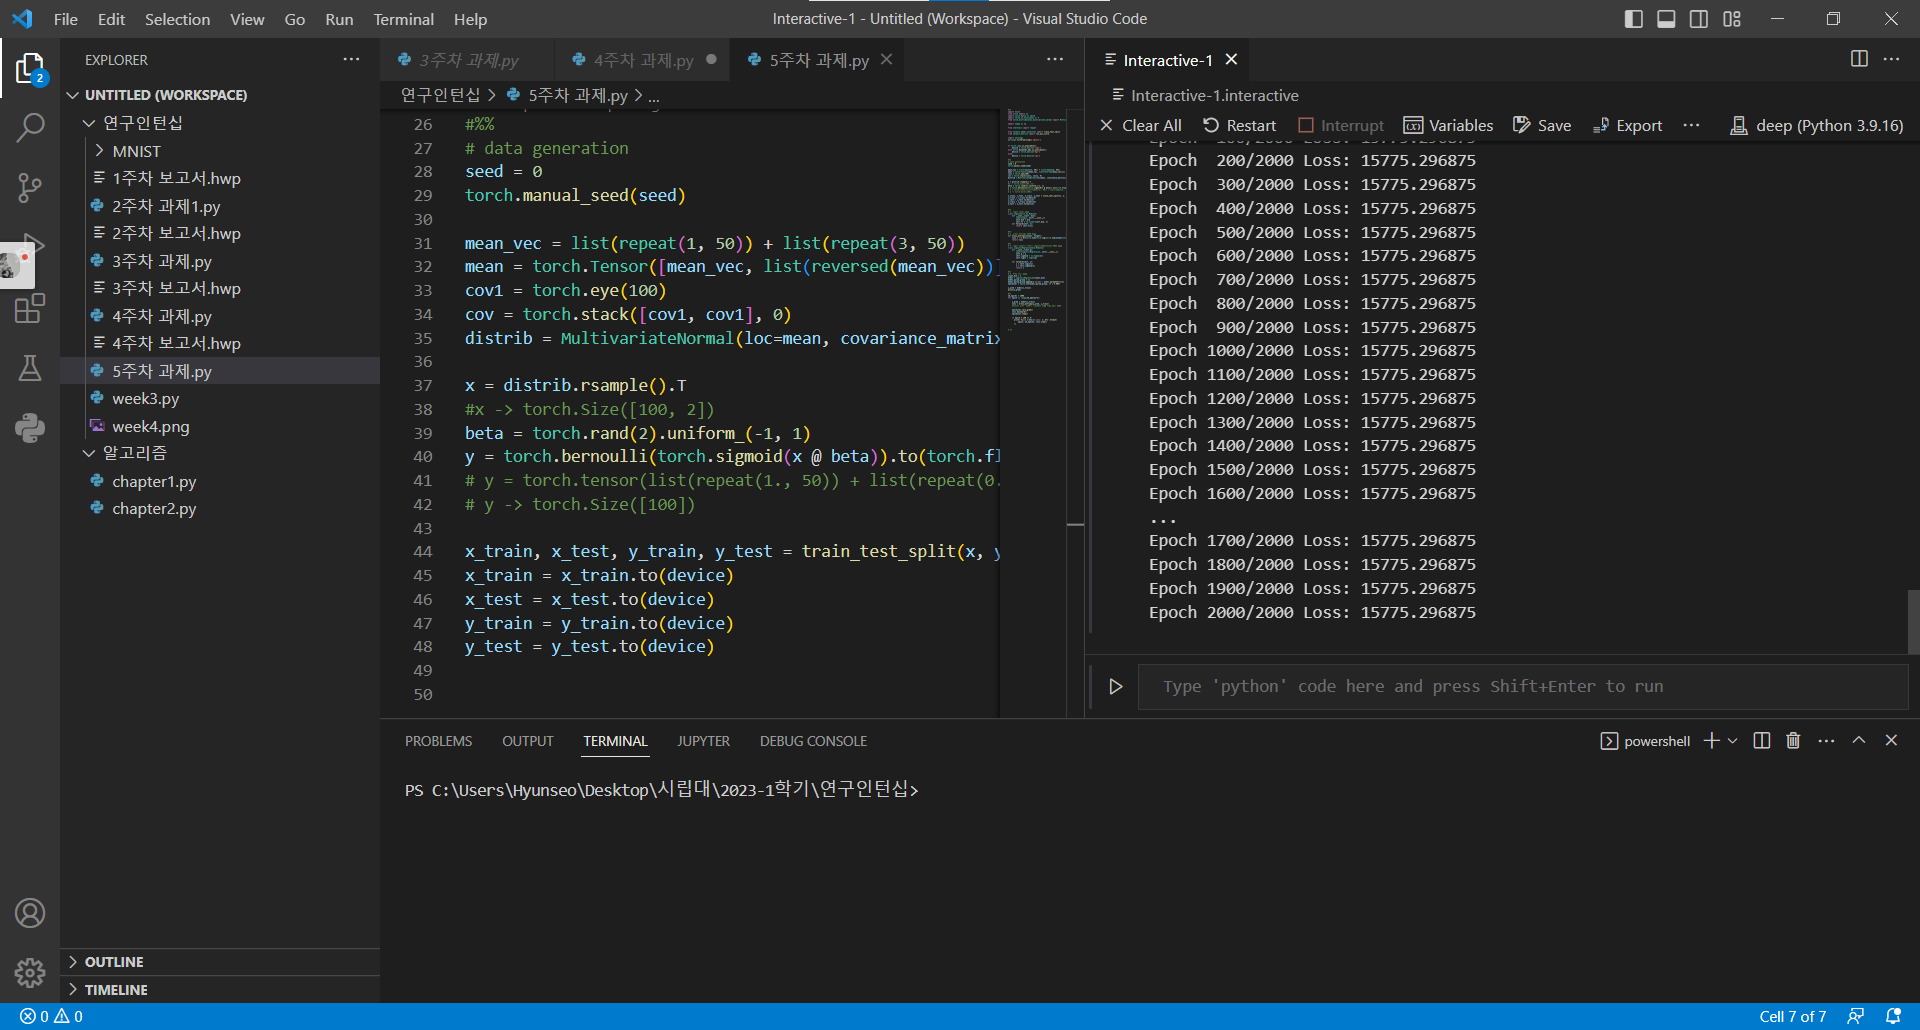 File Edit Selection View Go Run Terminal Help
Interactive-1 - Untitled (Workspace) - Visual Studio Code
EXPLORER
UNTITLED (WORKSPACE)
연구인턴십
MNIST
1주차 보고서.hwp
2주차 과제1.py
2주차 보고서.hwp
3주차 과제.py
3주차 보고서.hwp
4주차 과제.py
4주차 보고서.hwp
5주차 과제.py
week3.py
week4.png
알고리즘
chapter1.py
chapter2.py
OUTLINE
TIMELINE
2
3주차 과제.py
4주차 과제.py
5주차 과제.py
연구인턴십 > 5주차 과제.py > ...
26 #%%
27 # data generation
28 seed = 0
29 torch.manual_seed(seed)
30
31 mean_vec = list(repeat(1, 50)) + list(repeat(3, 50))
32 mean = torch.Tensor([mean_vec, list(reversed(mean_vec))]
33 cov1 = torch.eye(100)
34 cov = torch.stack([cov1, cov1], 0)
35 distrib = MultivariateNormal(loc=mean, covariance_matrix
36
37 x = distrib.rsample().T
38 #x -> torch.Size([100, 2])
39 beta = torch.rand(2).uniform_(-1, 1)
40 y = torch.bernoulli(torch.sigmoid(x @ beta)).to(torch.fl
41 # y = torch.tensor(list(repeat(1., 50)) + list(repeat(0.
42 # y -> torch.Size([100])
43
44 x_train, x_test, y_train, y_test = train_test_split(x, y
45 x_train = x_train.to(device)
46 x_test = x_test.to(device)
47 y_train = y_train.to(device)
48 y_test = y_test.to(device)
49
50
Interactive-1
Interactive-1.interactive
Clear All Restart Interrupt Variables Save Export ... deep (Python 3.9.16)
Epoch 200/2000 Loss: 15775.296875
Epoch 300/2000 Loss: 15775.296875
Epoch 400/2000 Loss: 15775.296875
Epoch 500/2000 Loss: 15775.296875
Epoch 600/2000 Loss: 15775.296875
Epoch 700/2000 Loss: 15775.296875
Epoch 800/2000 Loss: 15775.296875
Epoch 900/2000 Loss: 15775.296875
Epoch 1000/2000 Loss: 15775.296875
Epoch 1100/2000 Loss: 15775.296875
Epoch 1200/2000 Loss: 15775.296875
Epoch 1300/2000 Loss: 15775.296875
Epoch 1400/2000 Loss: 15775.296875
Epoch 1500/2000 Loss: 15775.296875
Epoch 1600/2000 Loss: 15775.296875
...
Epoch 1700/2000 Loss: 15775.296875
Epoch 1800/2000 Loss: 15775.296875
Epoch 1900/2000 Loss: 15775.296875
Epoch 2000/2000 Loss: 15775.296875
Type 'python' code here and press Shift+Enter to run
PROBLEMS OUTPUT TERMINAL JUPYTER DEBUG CONSOLE
powershell
PS C:\Users\Hyunseo\Desktop\시립대\2023-1학기\연구인턴십>
0 0
Cell 7 of 7